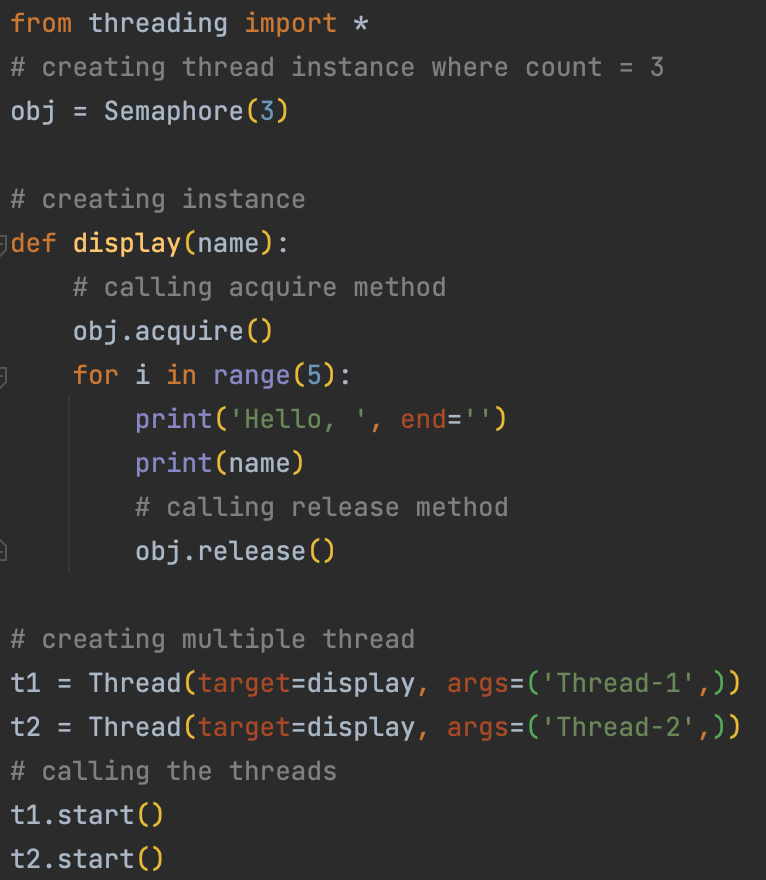 from threading import *
# creating thread instance where count = 3
obj = Semaphore(3)

# creating instance
def display(name):
    # calling acquire method
    obj.acquire()
    for i in range(5):
        print('Hello, ', end='')
        print(name)
        # calling release method
        obj.release()

# creating multiple thread
t1 = Thread(target=display, args=('Thread-1',))
t2 = Thread(target=display, args=('Thread-2',))
# calling the threads
t1.start()
t2.start()